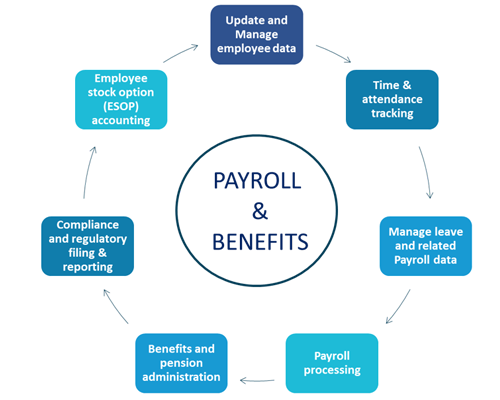 Update and
Manage
employee data
Time &
attendance
tracking
Manage leave
and related
Payroll data
Payroll
processing
Benefits and
pension
administration
Compliance
and regulatory
filing &
reporting
Employee
stock option
(ESOP)
accounting
PAYROLL
&
BENEFITS